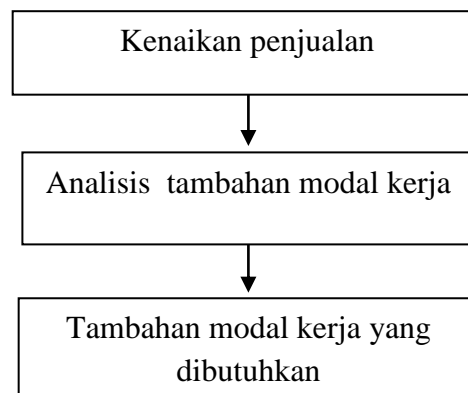 Kenaikan penjualan
Analisis  tambahan modal kerja
Tambahan modal kerja yang
dibutuhkan